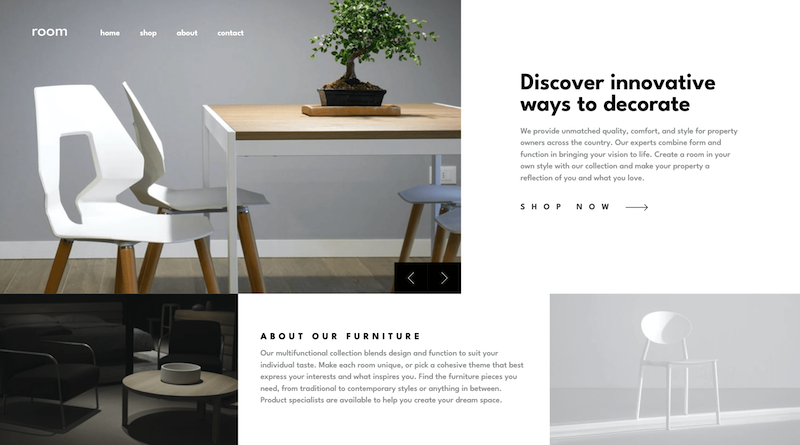 room
home shop about contact
Discover innovative
ways to decorate
We provide unmatched quality, comfort, and style for property
owners across the country. Our experts combine form and
function in bringing your vision to life. Create a room in your
own style with our collection and make your property a
reflection of you and what you love.
SHOP NOW
ABOUT OUR FURNITURE
Our multifunctional collection blends design and function to suit your
individual taste. Make each room unique, or pick a cohesive theme that best
express your interests and what inspires you. Find the furniture pieces you
need, from traditional to contemporary styles or anything in between.
Product specialists are available to help you create your dream space.